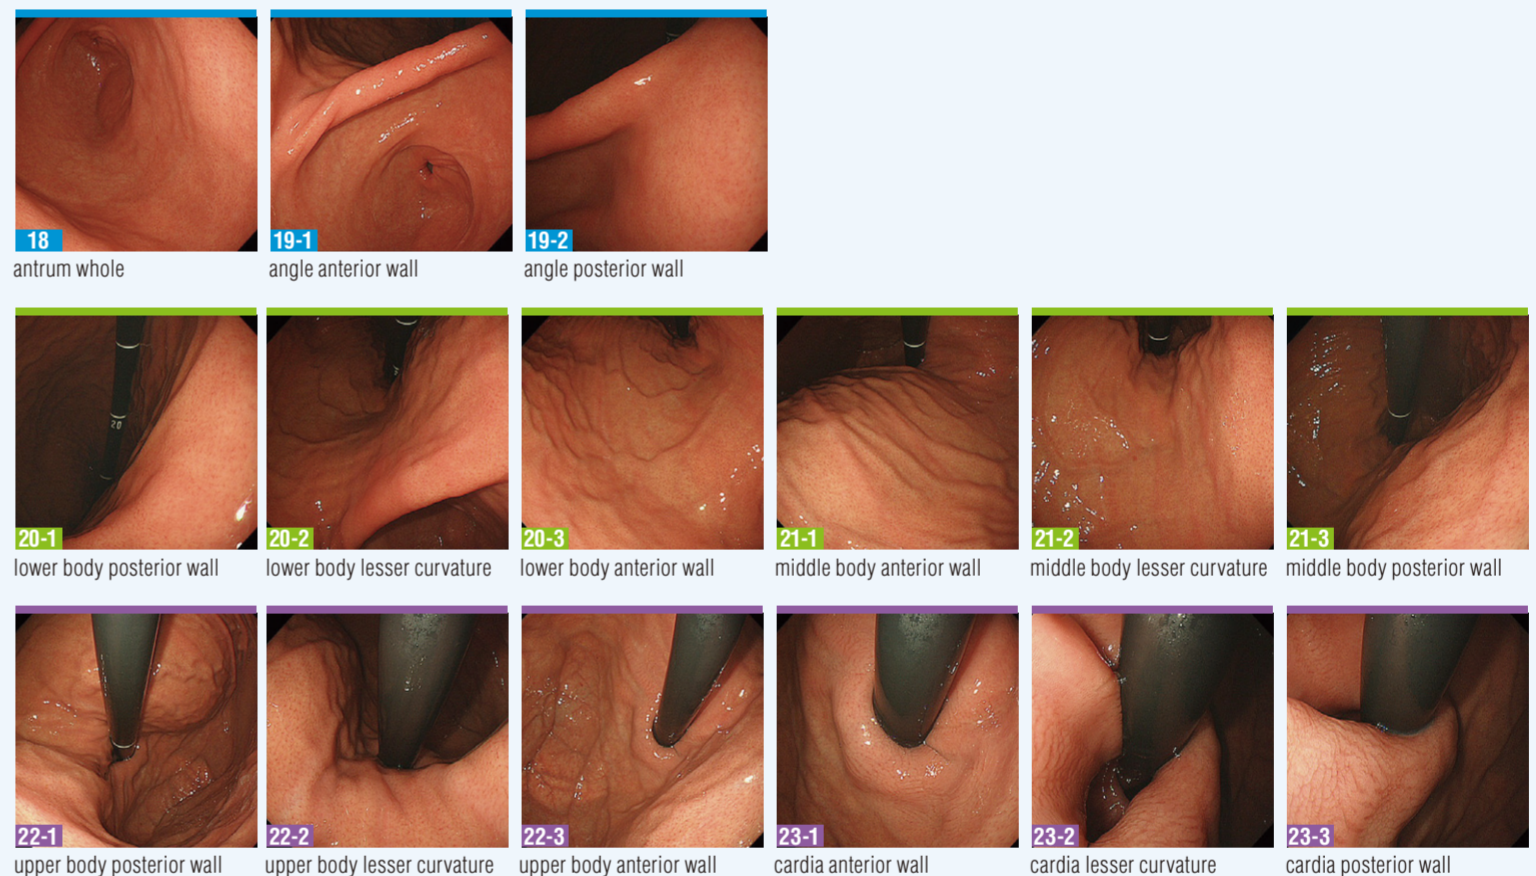 18 19-1 19-2
antrum whole angle anterior wall angle posterior wall
20
20-1 20-2 20-3 21-1 21-2 21-3
lower body posterior wall lower body lesser curvature lower body anterior wall middle body anterior wall middle body lesser curvature middle body posterior wall
22-1 22-2 22-3 23-1 23-2 23-3
upper body posterior wall upper body lesser curvature upper body anterior wall cardia anterior wall cardia lesser curvature cardia posterior wall